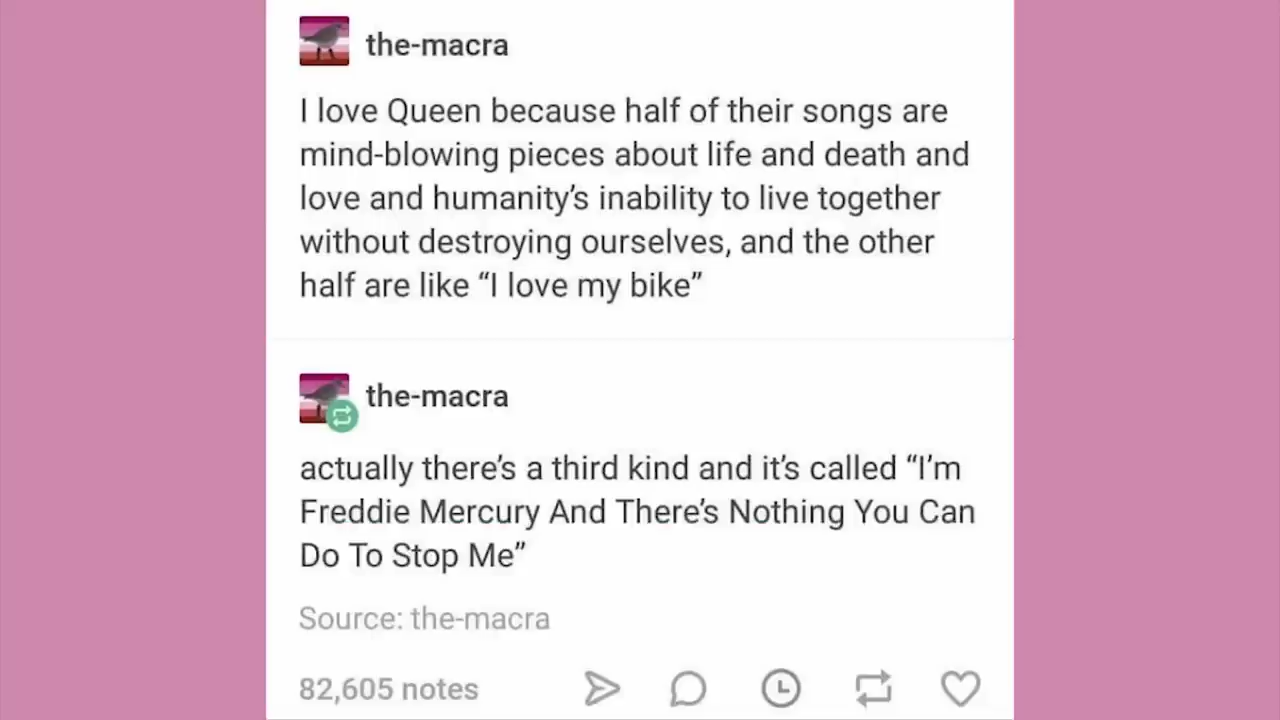 the-macra
I love Queen because half of their songs are
mind-blowing pieces about life and death and
love and humanity’s inability to live together
without destroying ourselves, and the other
half are like “I love my bike”
the-macra
actually there’s a third kind and it’s called “I’m
Freddie Mercury And There’s Nothing You Can
Do To Stop Me”
Source: the-macra
82,605 notes